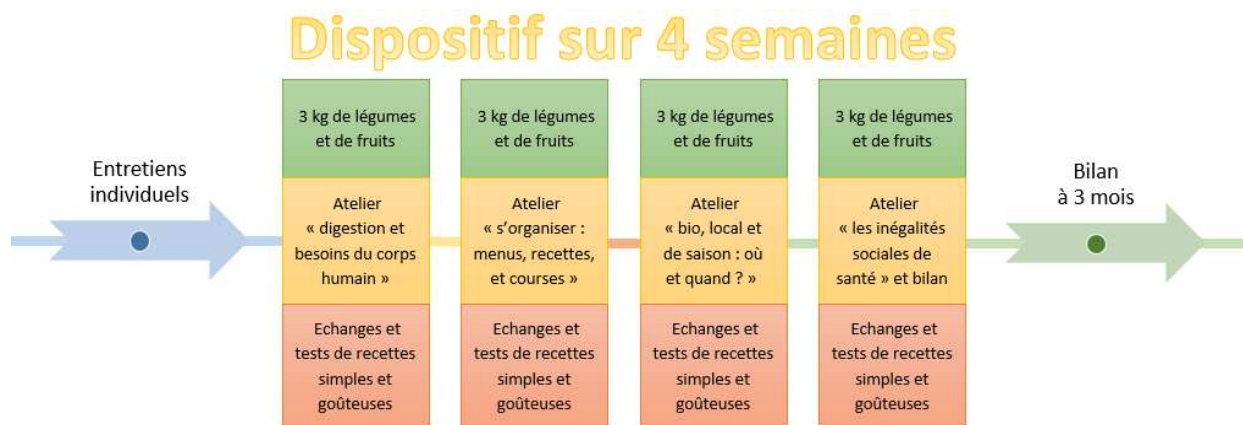 Dispositif sur 4 semaines
Entretiens
individuels
3 kg de légumes
et de fruits
Atelier
« digestion et
besoins du corps
humain »
Echanges et
tests de recettes
simples et
goûteuses
3 kg de légumes
et de fruits
Atelier
« s’organiser :
menus, recettes,
et courses »
Echanges et
tests de recettes
simples et
goûteuses
3 kg de légumes
et de fruits
Atelier
« bio, local et
de saison : où
et quand ? »
Echanges et
tests de recettes
simples et
goûteuses
3 kg de légumes
et de fruits
Atelier
« les inégalités
sociales de
santé » et bilan
Echanges et
tests de recettes
simples et
goûteuses
Bilan
à 3 mois